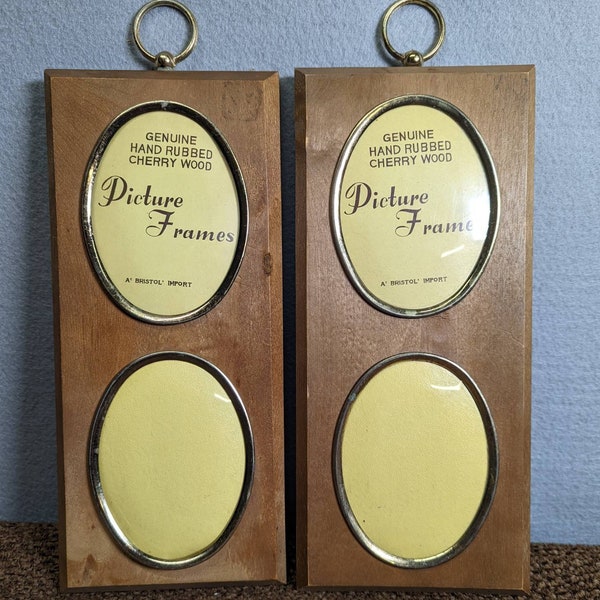 GENUINE
HAND RUBBED
CHERRY WOOD
Picture
Frames
A' BRISTOL' IMPORT
GENUINE
HAND RUBBED
CHERRY WOOD
Picture
Frame
A' BRISTOL' IMPORT